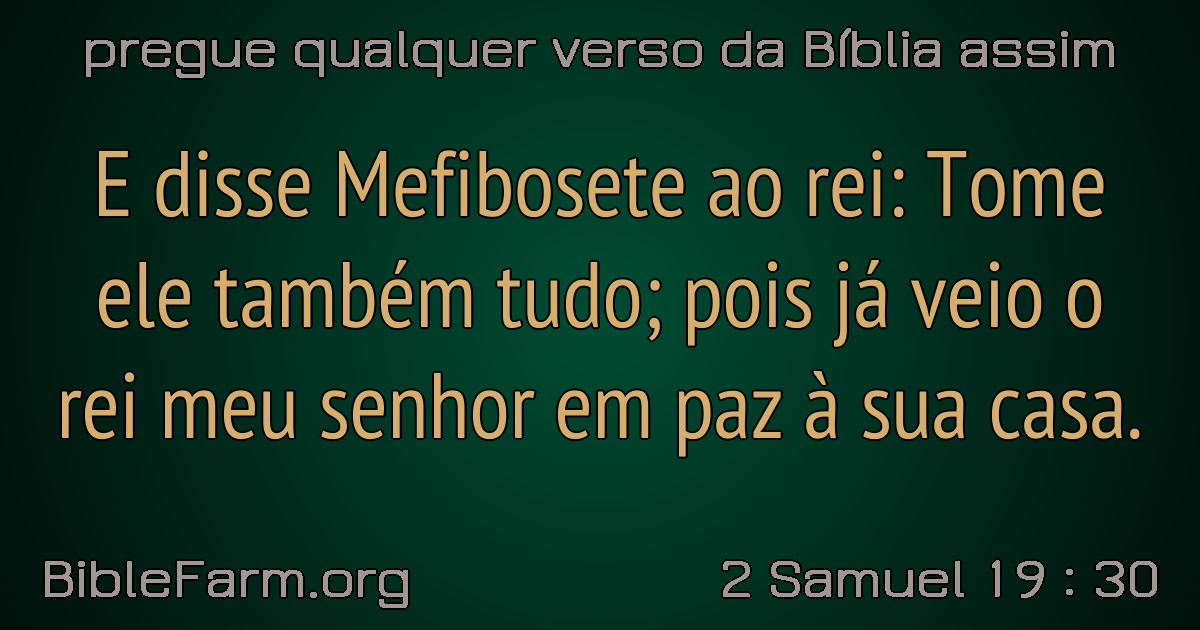 pregue qualquer verso da Bíblia assim
E disse Mefibosete ao rei: Tome
ele também tudo; pois já veio o
rei meu senhor em paz à sua casa.
BibleFarm.org
2 Samuel 19 : 30